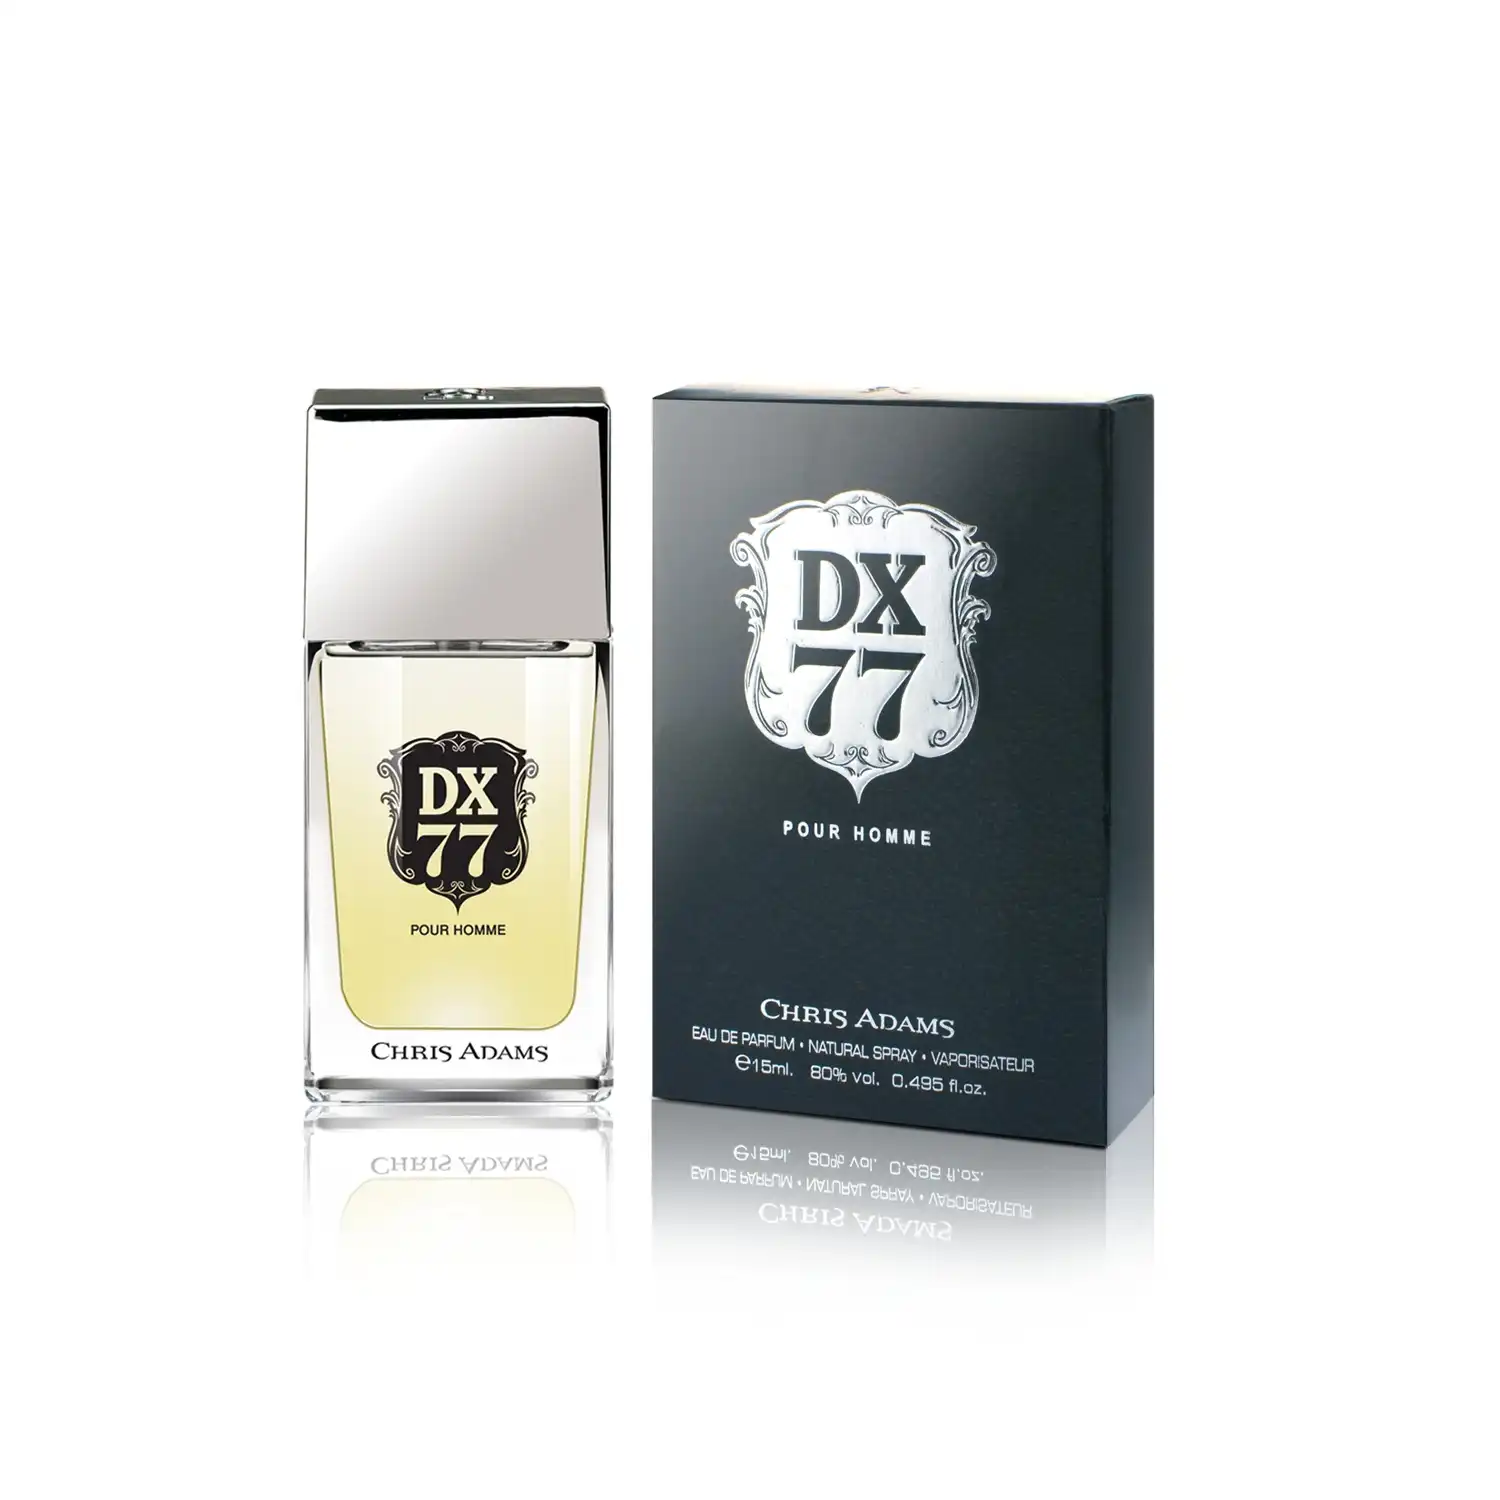 DX
77
POUR HOMME
CHRIS ADAMS
DX
77
POUR HOMME
CHRIS ADAMS
EAU DE PARFUM • NATURAL SPRAY • VAPORISATEUR
℮15ml. 80% vol. 0.495 fl.oz.